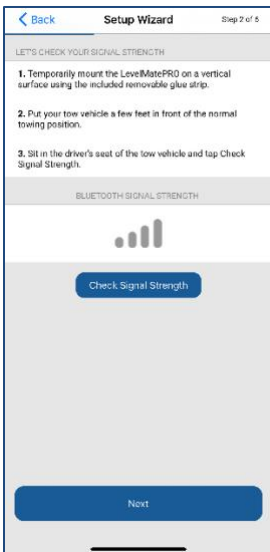 Back
Setup Wizard
Step 2 of 6
LET'S CHECK YOUR SIGNAL STRENGTH
1. Temporarily mount the LevelMatePRO on a vertical
surface using the included removable glue strip.
2. Put your tow vehicle a few feet in front of the normal
towing position.
3. Sit in the driver's seat of the tow vehicle and tap Check
Signal Strength.
BLUETOOTH SIGNAL STRENGTH
Check Signal Strength
Next